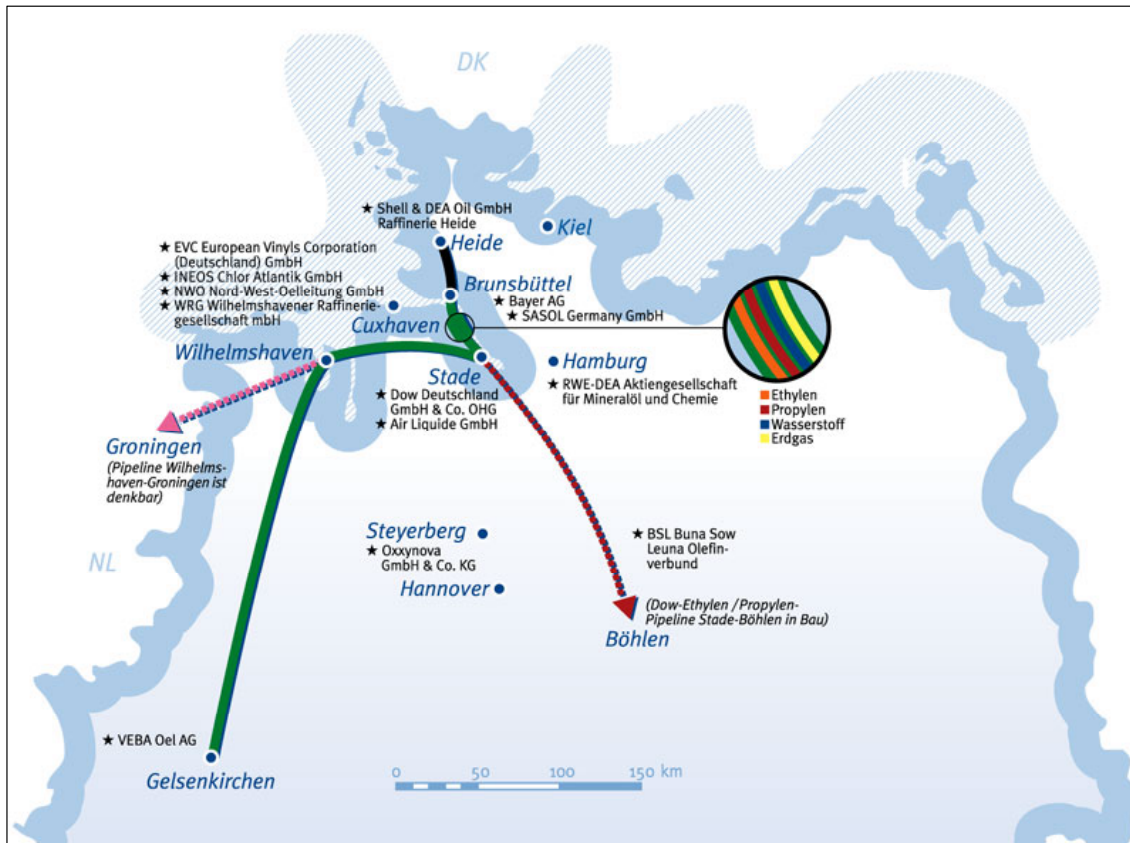 DK
★ Shell & DEA Oil GmbH
Raffinerie Heide
Kiel
Heide
★ EVC European Vinyls Corporation
(Deutschland) GmbH
★ INEOS Chlor Atlantik GmbH
★ NWO Nord-West-Oelleitung GmbH
★ WRG Wilhelmshavener Raffinerie-
gesellschaft mbH
Brunsbüttel
★ Bayer AG
★ SASOL Germany GmbH
Cuxhaven
Wilhelmshaven
Stade
Hamburg
★ RWE-DEA Aktiengesellschaft
für Mineralöl und Chemie
★ Dow Deutschland
GmbH & Co. OHG
★ Air Liquide GmbH
Ethylen
Propylen
Wasserstoff
Erdgas
Groningen
(Pipeline Wilhelms-
haven-Groningen ist
denkbar)
NL
Steyerberg
★ Oxxynova
GmbH & Co. KG
Hannover
★ BSL Buna Sow
Leuna Olefin-
verbund
(Dow-Ethylen /Propylen-
Pipeline Stade-Böhlen in Bau)
Böhlen
★ VEBA Oel AG
Gelsenkirchen
0 50 100 150 km